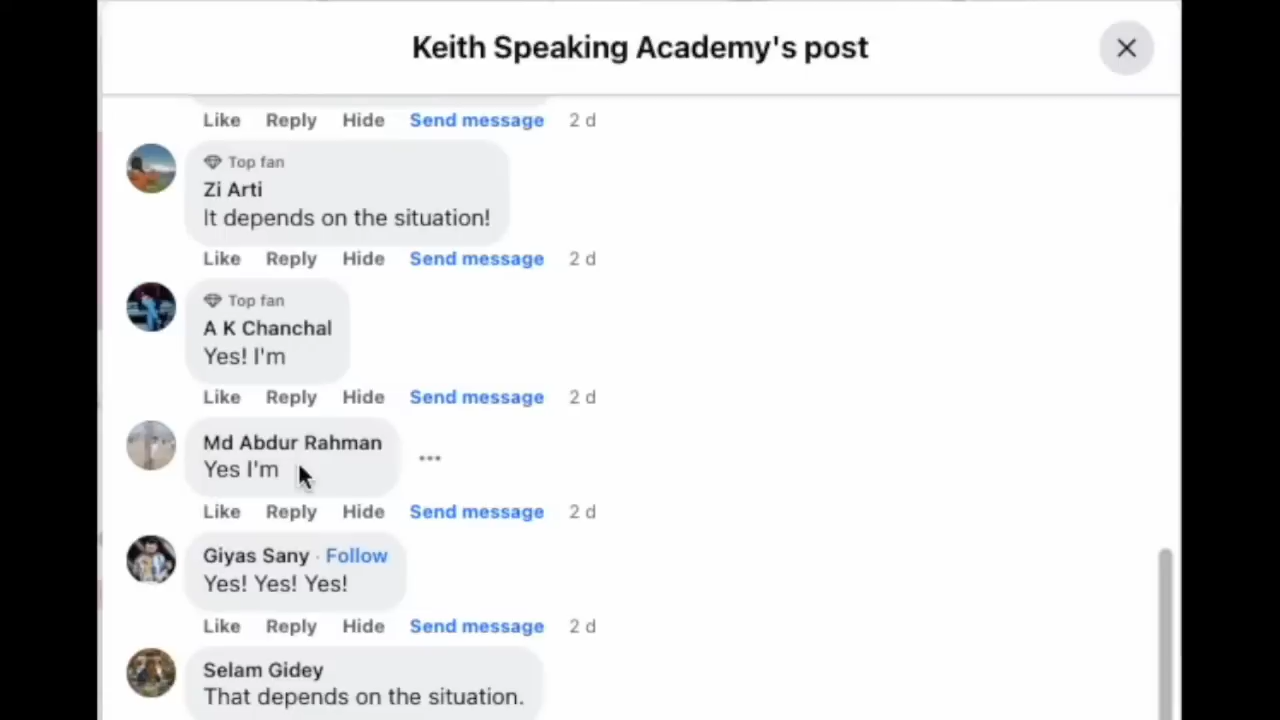 Keith Speaking Academy's post
Like Reply Hide Send message 2 d
Top fan
Zi Arti
It depends on the situation!
Like Reply Hide Send message 2 d
Top fan
A K Chanchal
Yes! I'm
Like Reply Hide Send message 2 d
Md Abdur Rahman
Yes I'm
Like Reply Hide Send message 2 d
Giyas Sany · Follow
Yes! Yes! Yes!
Like Reply Hide Send message 2 d
Selam Gidey
That depends on the situation.